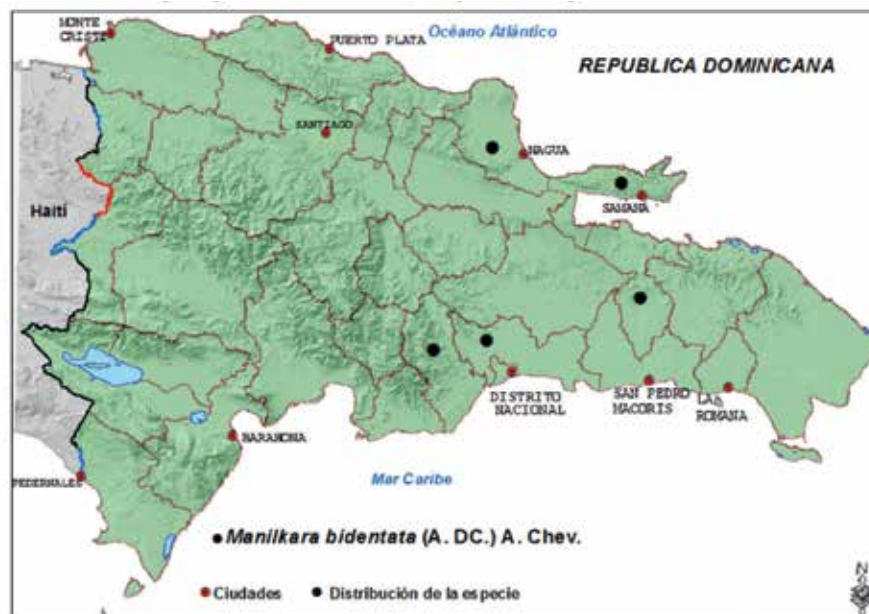 MONTE
CRISTI
PUERTO PLATA
Océano Atlántico
REPUBLICA DOMINICANA
SANTIAGO
NAGUA
SAMANA
Haití
DISTRITO
NACIONAL
SAN PEDRO
MACORIS
LA
ROMANA
BARAHONA
PEDERNALES
Mar Caribe
Manilkara bidentata (A. DC.) A. Chev.
Ciudades
Distribución de la especie
N